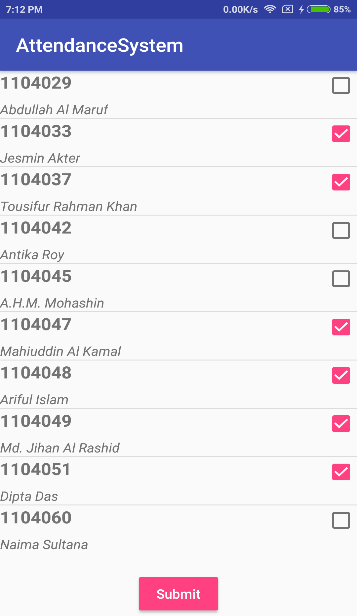 7:12 PM 0.00K/s 85%
AttendanceSystem
1104029
Abdullah Al Maruf
1104033
Jesmin Akter
1104037
Tousifur Rahman Khan
1104042
Antika Roy
1104045
A.H.M. Mohashin
1104047
Mahiuddin Al Kamal
1104048
Ariful Islam
1104049
Md. Jihan Al Rashid
1104051
Dipta Das
1104060
Naima Sultana
Submit